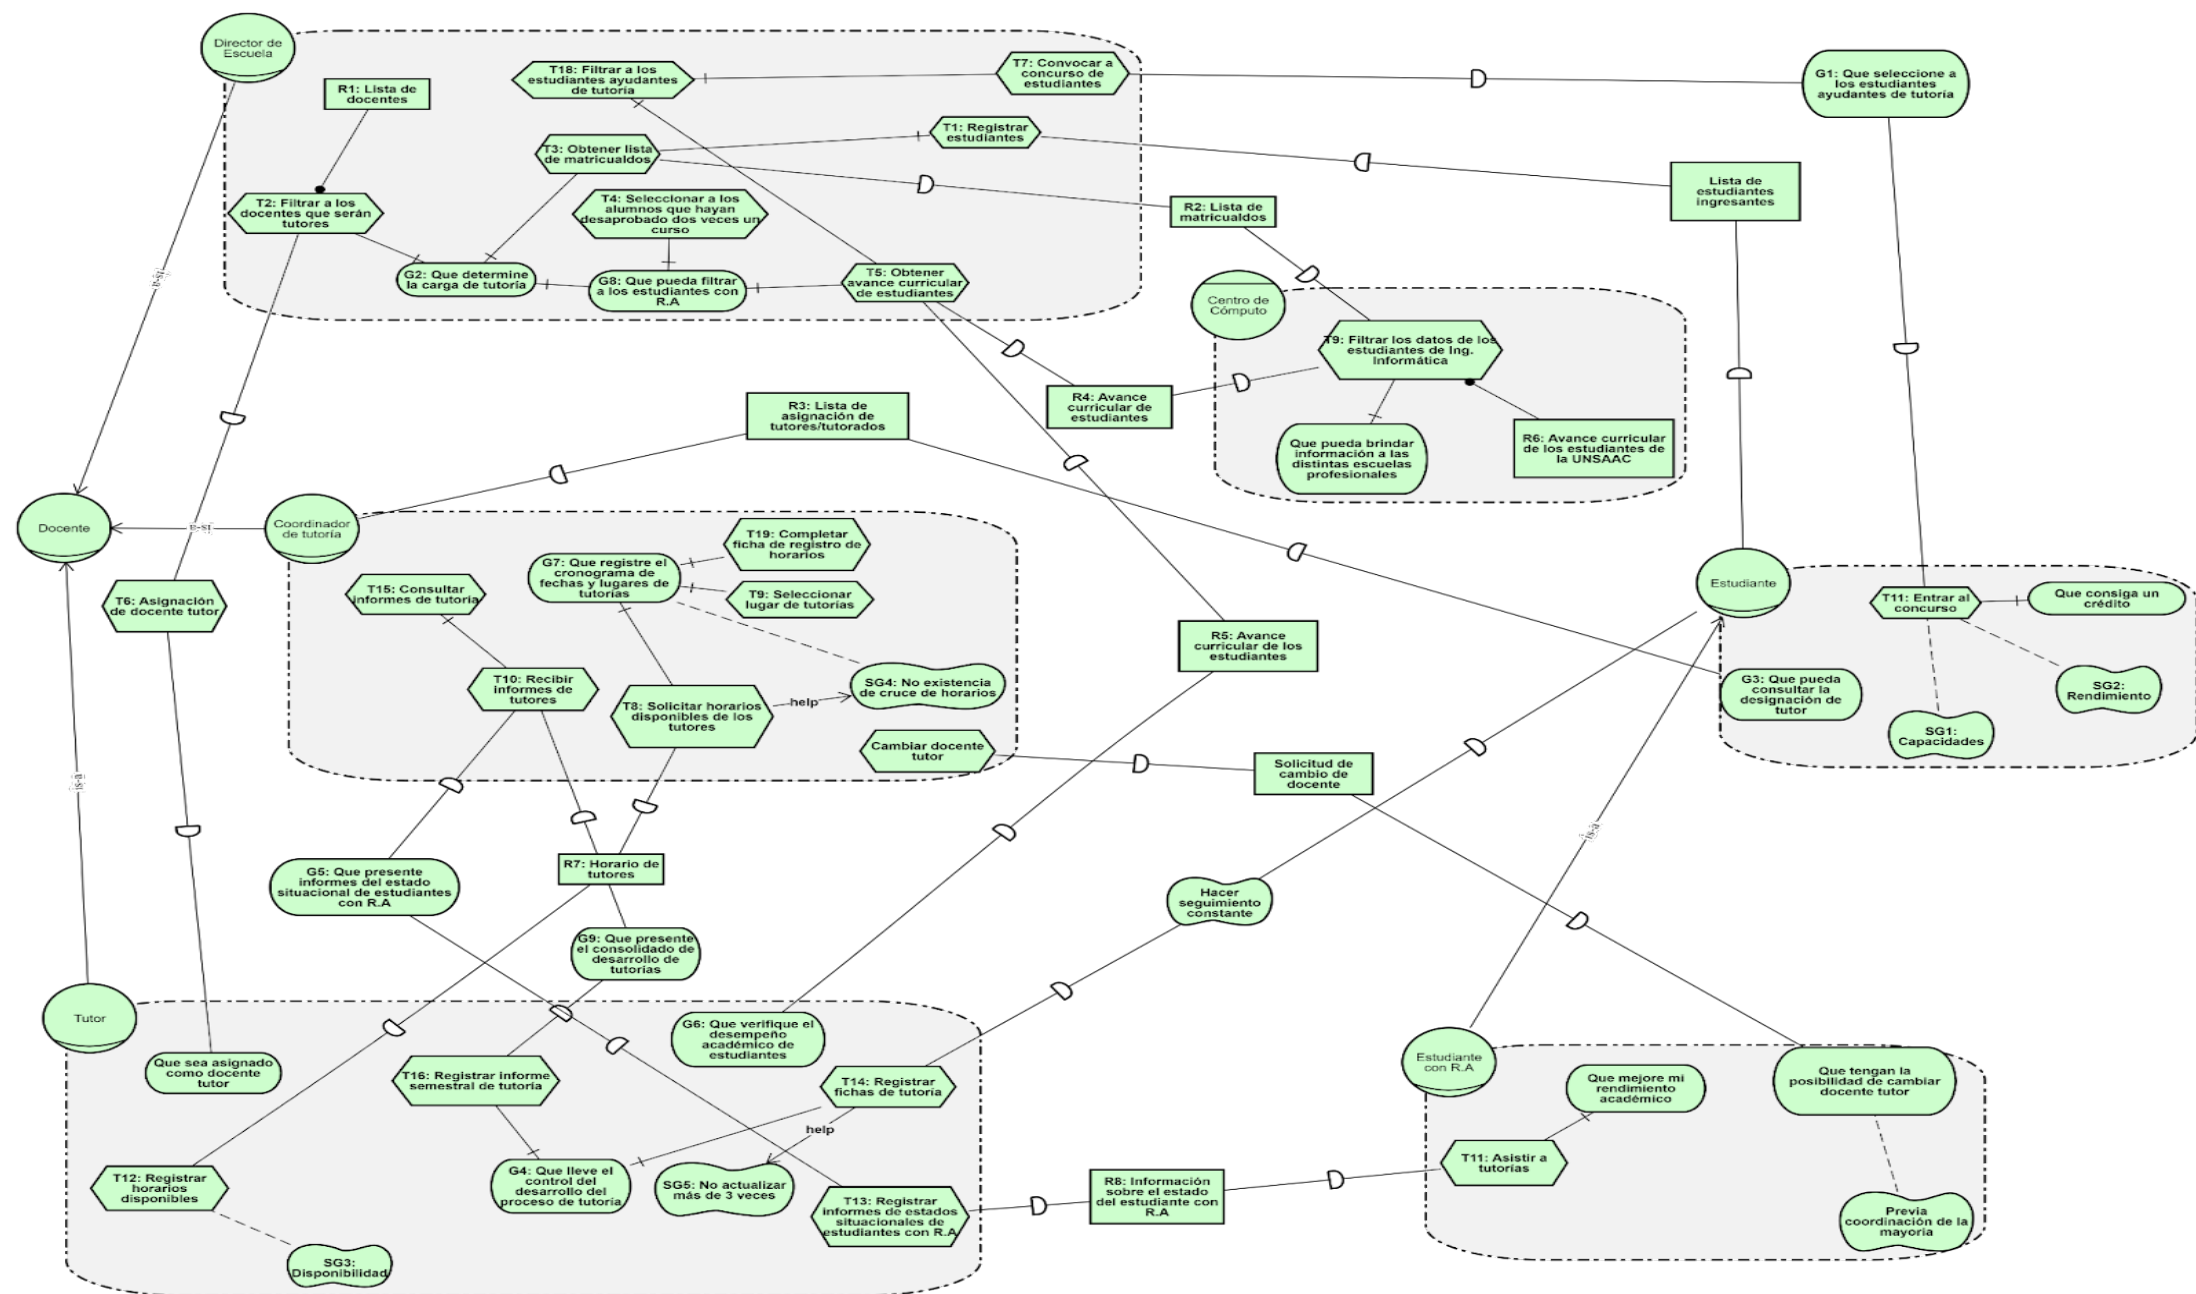 Director de
Escuela
R1: Lista de
docentes
T18: Filtrar a los
estudiantes ayudantes
de tutoría
T7: Convocar a
concurso de
estudiantes
G1: Que seleccione a
los estudiantes
ayudantes de tutoría
T3: Obtener lista
de matricualdos
T1: Registrar
estudiantes
T2: Filtrar a los
docentes que serán
tutores
T4: Seleccionar a los
alumnos que hayan
desaprobado dos veces un
curso
G2: Que determine
la carga de tutoría
G8: Que pueda filtrar
a los estudiantes con
R.A
T5: Obtener
avance curricular
de estudiantes
R2: Lista de
matricualdos
Lista de
estudiantes
ingresantes
is-a
Centro de
Cómputo
T9: Filtrar los datos de los
estudiantes de Ing.
Informática
Que pueda brindar
información a las
distintas escuelas
profesionales
R6: Avance curricular
de los estudiantes de
la UNSAAC
R4: Avance
curricular de
estudiantes
R3: Lista de
asignación de
tutores/tutorados
Docente
is-a
Coordinador
de tutoría
T6: Asignación
de docente tutor
T15: Consultar
informes de tutoría
G7: Que registre el
cronograma de
fechas y lugares de
tutorías
T19: Completar
ficha de registro de
horarios
T9: Seleccionar
lugar de tutorías
T10: Recibir
informes de
tutores
T8: Solicitar horarios
disponibles de los
tutores
help
SG4: No existencia
de cruce de horarios
Cambiar docente
tutor
R5: Avance
curricular de los
estudiantes
Estudiante
T11: Entrar al
concurso
Que consiga un
crédito
G3: Que pueda
consultar la
designación de
tutor
SG1:
Capacidades
SG2:
Rendimiento
Solicitud de
cambio de
docente
is-a
is-a
G5: Que presente
informes del estado
situacional de estudiantes
con R.A
R7: Horario de
tutores
G9: Que presente
el consolidado de
desarrollo de
tutorías
Hacer
seguimiento
constante
Tutor
Que sea asignado
como docente
tutor
G6: Que verifique el
desempeño
académico de
estudiantes
T16: Registrar informe
semestral de tutoría
T14: Registrar
fichas de tutoría
help
T12: Registrar
horarios
disponibles
G4: Que lleve el
control del
desarrollo del
proceso de tutoría
SG5: No actualizar
más de 3 veces
T13: Registrar
informes de estados
situacionales de
estudiantes con R.A
SG3:
Disponibilidad
R8: Información
sobre el estado
del estudiante con
R.A
Estudiante
con R.A
Que mejore mi
rendimiento
académico
Que tengan la
posibilidad de cambiar
docente tutor
T11: Asistir a
tutorías
Previa
coordinación de la
mayoría